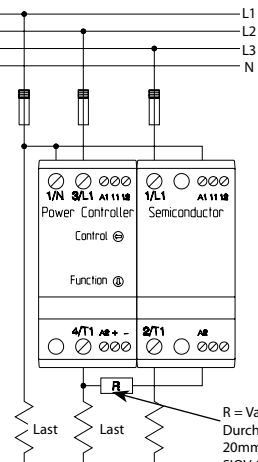 L1
L2
L3
N
1/N 3/L1 A1 11 12 1/L1 A1 11 12
Power Controller Semiconductor
Control
Function
4/T1 A2 + - 2/T1 A2
R
R = Va
Last Last Durch
20mm
SIOV